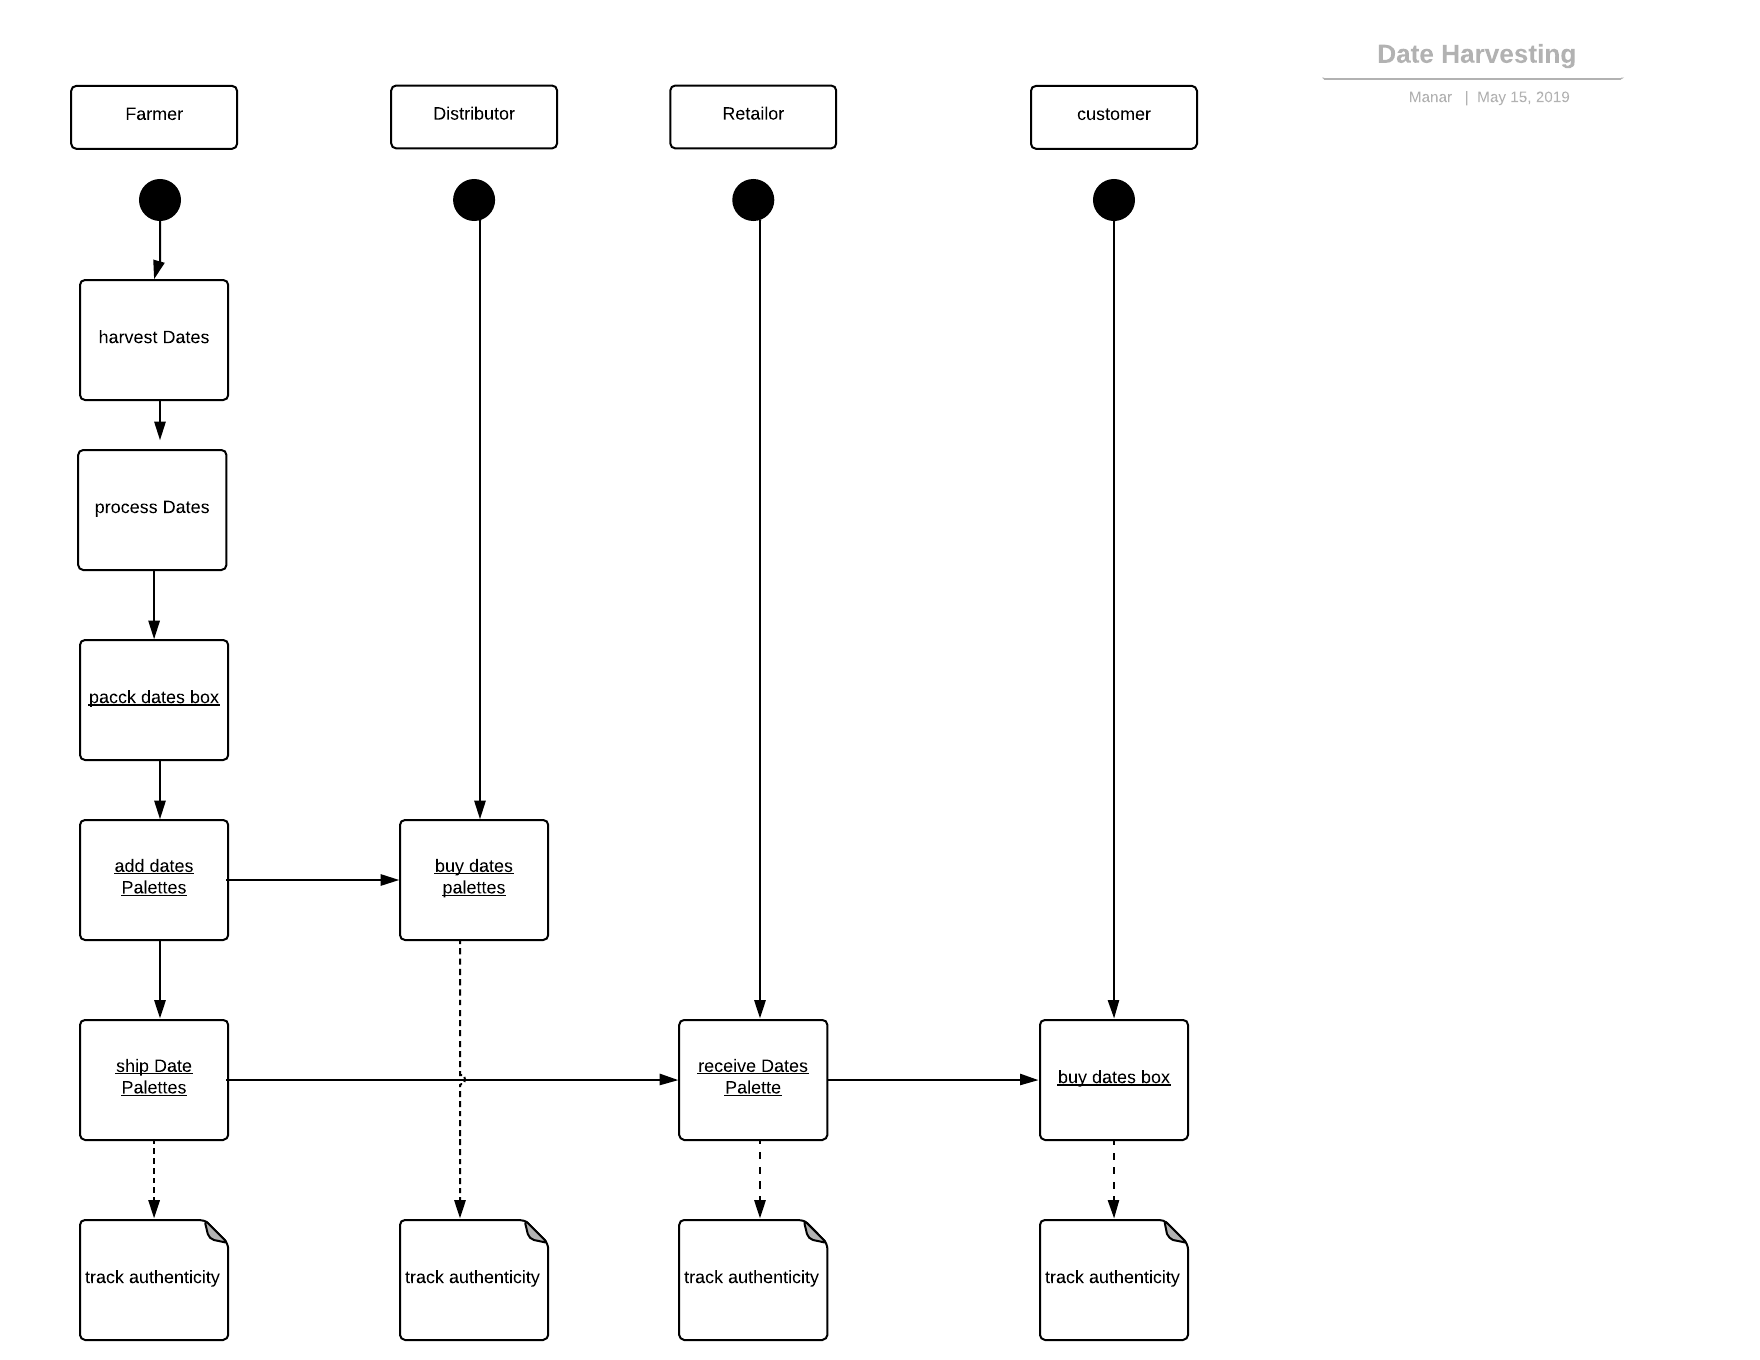 Date Harvesting
Manar | May 15, 2019
Farmer
Distributor
Retailor
customer
harvest Dates
process Dates
pacck dates box
add dates
Palettes
buy dates
palettes
ship Date
Palettes
receive Dates
Palette
buy dates box
track authenticity
track authenticity
track authenticity
track authenticity